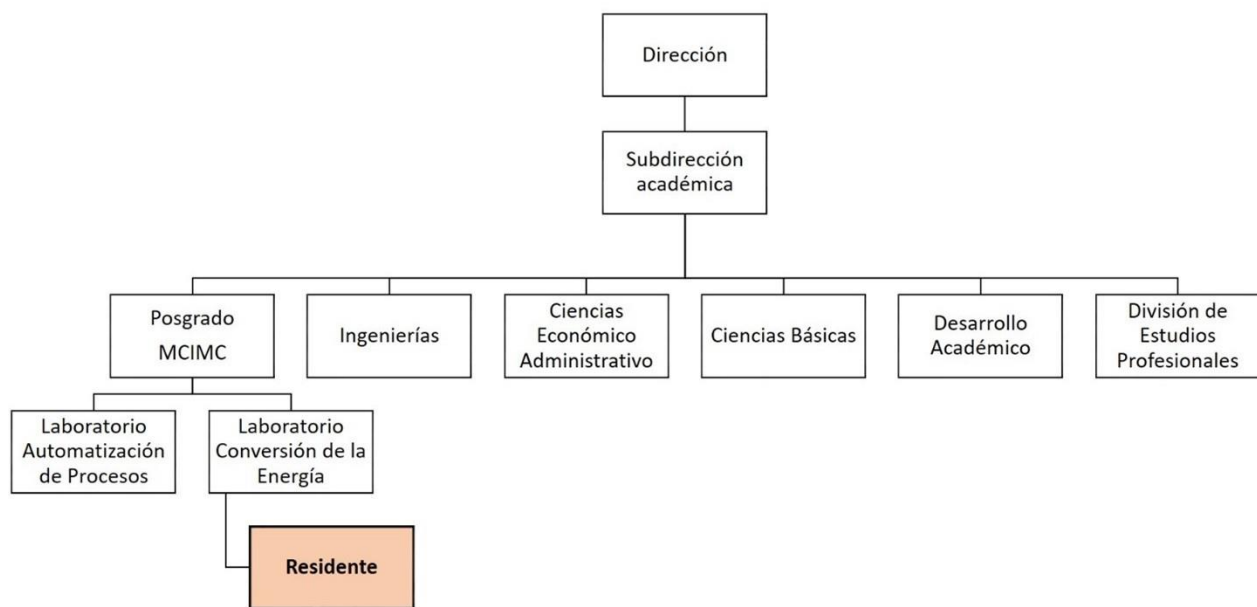 Dirección
Subdirección
académica
Posgrado
MCIMC
Ingenierías
Ciencias
Económico
Administrativo
Ciencias Básicas
Desarrollo
Académico
División de
Estudios
Profesionales
Laboratorio
Automatización
de Procesos
Laboratorio
Conversión de la
Energía
Residente